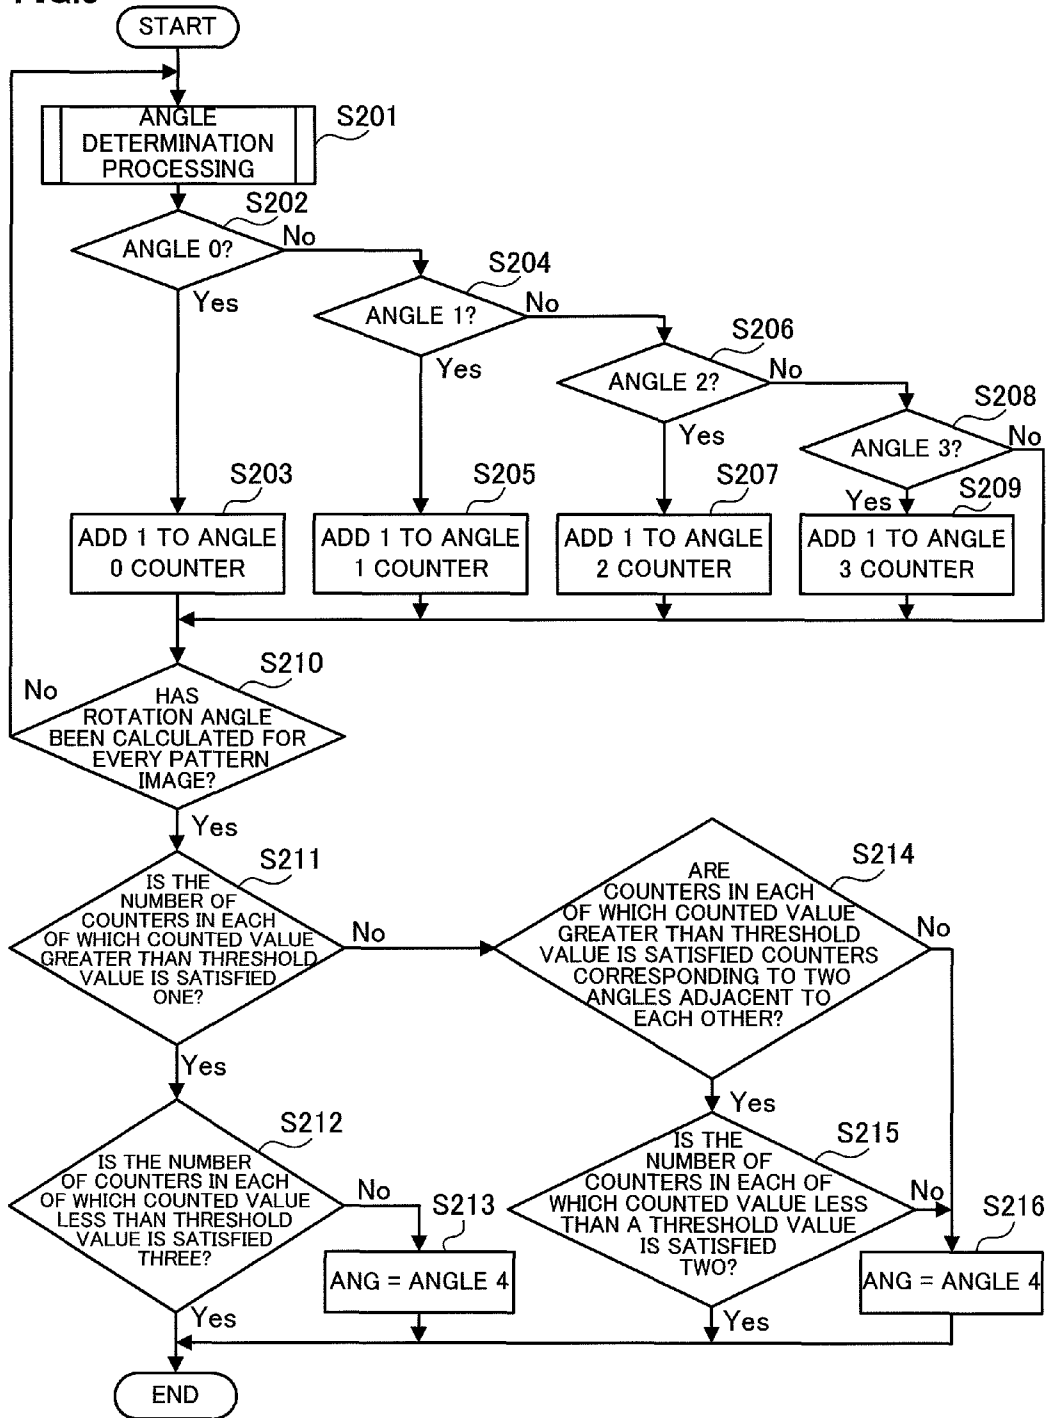 START
ANGLE
DETERMINATION
PROCESSING
S201
S202
ANGLE 0?
No
Yes
S204
ANGLE 1?
No
Yes
S206
ANGLE 2?
No
Yes
S208
ANGLE 3?
No
Yes
S203
ADD 1 TO ANGLE
0 COUNTER
S205
ADD 1 TO ANGLE
1 COUNTER
S207
ADD 1 TO ANGLE
2 COUNTER
S209
ADD 1 TO ANGLE
3 COUNTER
S210
No
HAS
ROTATION ANGLE
BEEN CALCULATED FOR
EVERY PATTERN
IMAGE?
Yes
S211
IS THE
NUMBER OF
COUNTERS IN EACH
OF WHICH COUNTED VALUE
GREATER THAN THRESHOLD
VALUE IS SATISFIED
ONE?
No
Yes
S214
ARE
COUNTERS IN EACH
OF WHICH COUNTED VALUE
GREATER THAN THRESHOLD
VALUE IS SATISFIED COUNTERS
CORRESPONDING TO TWO
ANGLES ADJACENT TO
EACH OTHER?
No
Yes
S212
IS THE NUMBER
OF COUNTERS IN EACH
OF WHICH COUNTED VALUE
LESS THAN THRESHOLD
VALUE IS SATISFIED
THREE?
No
Yes
S213
ANG = ANGLE 4
S215
IS THE
NUMBER OF
COUNTERS IN EACH OF
WHICH COUNTED VALUE LESS
THAN A THRESHOLD VALUE
IS SATISFIED
TWO?
No
Yes
S216
ANG = ANGLE 4
END